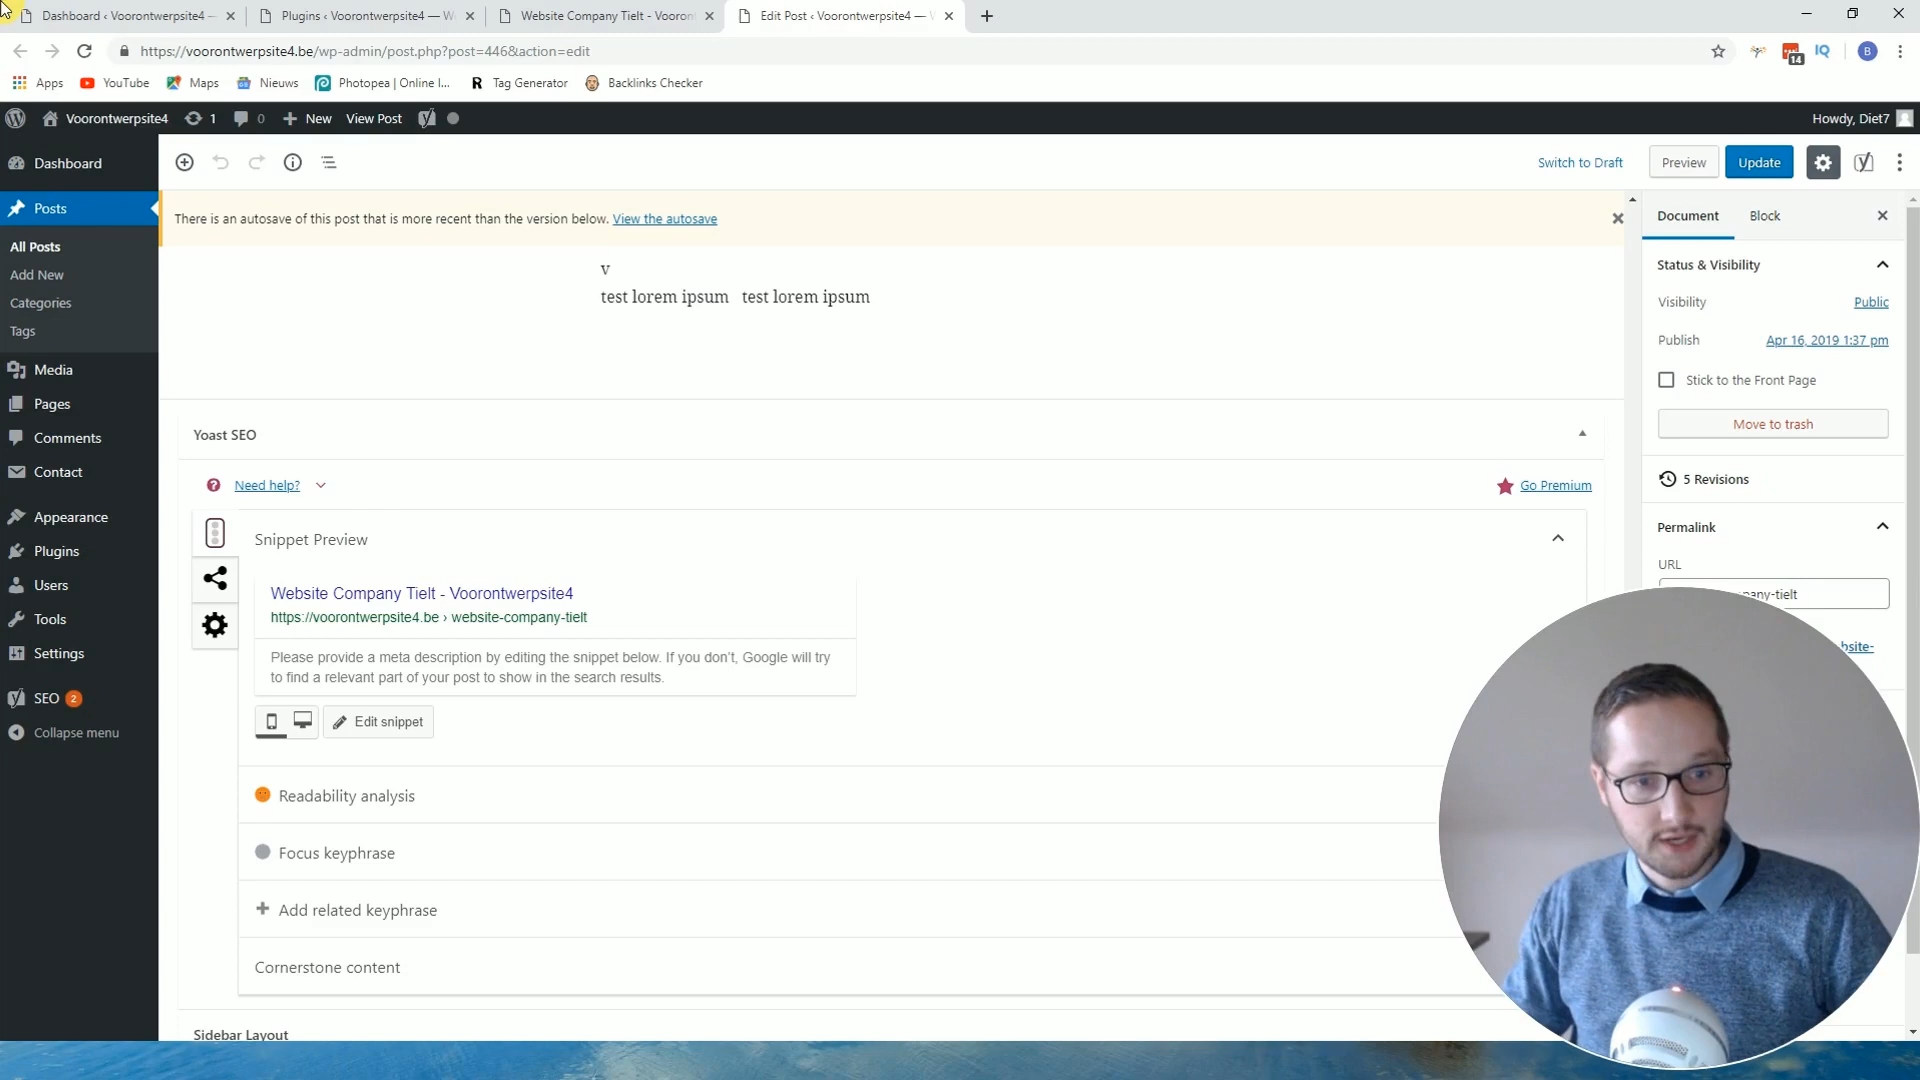 Dashboard ‹ Voorontwerpsite4 —
Plugins ‹ Voorontwerpsite4 — W
Website Company Tielt - Vooront
Edit Post ‹ Voorontwerpsite4 — W
https://voorontwerpsite4.be/wp-admin/post.php?post=446&action=edit
14
IQ
B
Apps
YouTube
Maps
Nieuws
Photopea | Online I...
R Tag Generator
Backlinks Checker
Voorontwerpsite4
1
0
New
View Post
Howdy, Diet7
Dashboard
Posts
All Posts
Add New
Categories
Tags
Media
Pages
Comments
Contact
Appearance
Plugins
Users
Tools
Settings
SEO 2
Collapse menu
Switch to Draft
Preview
Update
There is an autosave of this post that is more recent than the version below. View the autosave
v
test lorem ipsum test lorem ipsum
Yoast SEO
Need help?
Go Premium
Snippet Preview
Website Company Tielt - Voorontwerpsite4
https://voorontwerpsite4.be › website-company-tielt
Please provide a meta description by editing the snippet below. If you don’t, Google will try
to find a relevant part of your post to show in the search results.
Edit snippet
Readability analysis
Focus keyphrase
Add related keyphrase
Cornerstone content
Sidebar Layout
Document
Block
Status & Visibility
Visibility
Public
Publish
Apr 16, 2019 1:37 pm
Stick to the Front Page
Move to trash
5 Revisions
Permalink
URL
pany-tielt
bsite-